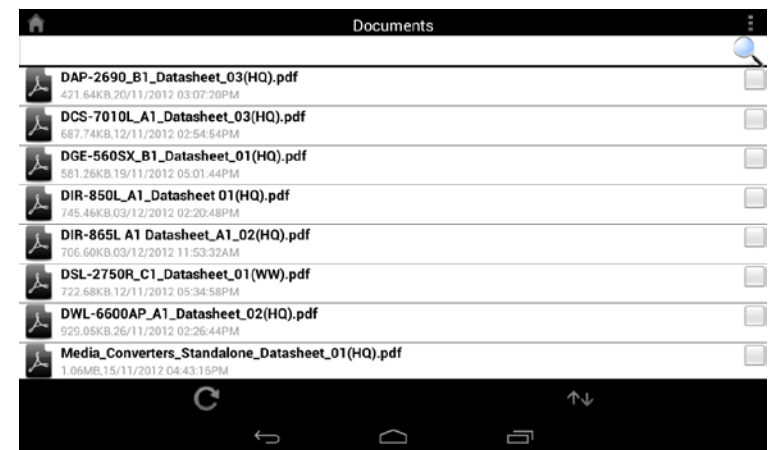 Documents
DAP-2690_B1_Datasheet_03(HQ).pdf
421.64KB,20/11/2012 03:07:20PM
DCS-7010L_A1_Datasheet_03(HQ).pdf
687.74KB,12/11/2012 02:54:54PM
DGE-560SX_B1_Datasheet_01(HQ).pdf
581.26KB,19/11/2012 05:01:44PM
DIR-850L_A1_Datasheet 01(HQ).pdf
745.46KB,03/12/2012 02:20:48PM
DIR-865L A1 Datasheet_A1_02(HQ).pdf
706.60KB,03/12/2012 11:53:32AM
DSL-2750R_C1_Datasheet_01(WW).pdf
722.68KB,12/11/2012 05:34:58PM
DWL-6600AP_A1_Datasheet_02(HQ).pdf
929.05KB,26/11/2012 02:26:44PM
Media_Converters_Standalone_Datasheet_01(HQ).pdf
1.06MB,15/11/2012 04:43:15PM